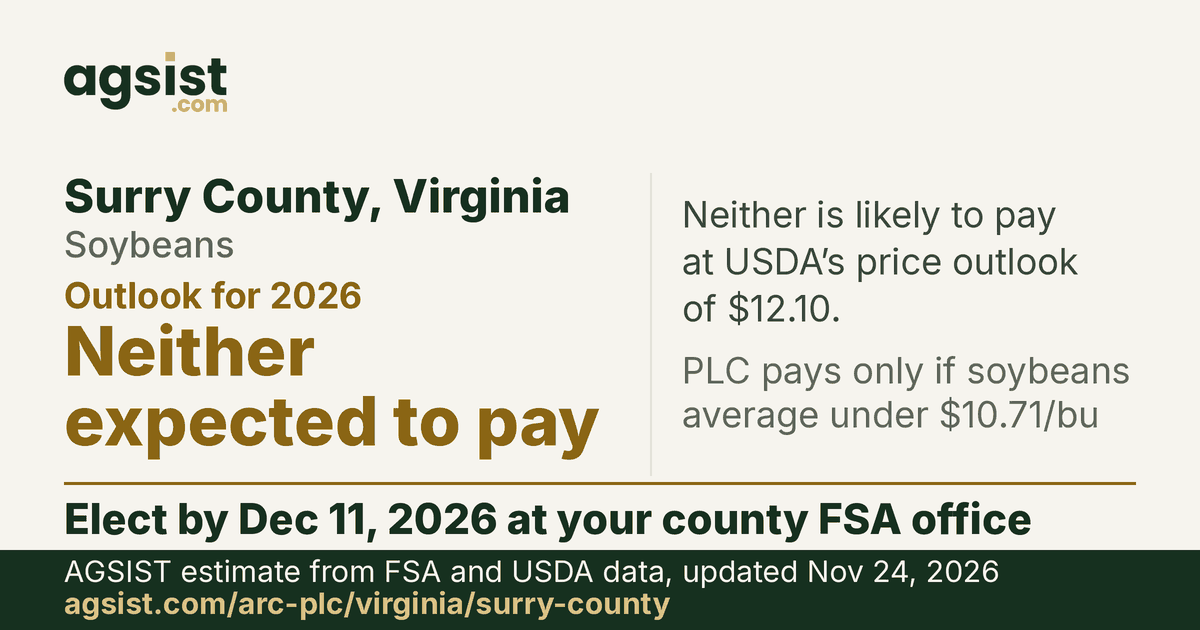 agsist
.com
Surry County, Virginia
Soybeans
Outlook for 2026
Neither
expected to pay
Neither is likely to pay
at USDA’s price outlook
of $12.10.
PLC pays only if soybeans
average under $10.71/bu
Elect by Dec 11, 2026 at your county FSA office
AGSIST estimate from FSA and USDA data, updated Nov 24, 2026
agsist.com/arc-plc/virginia/surry-county